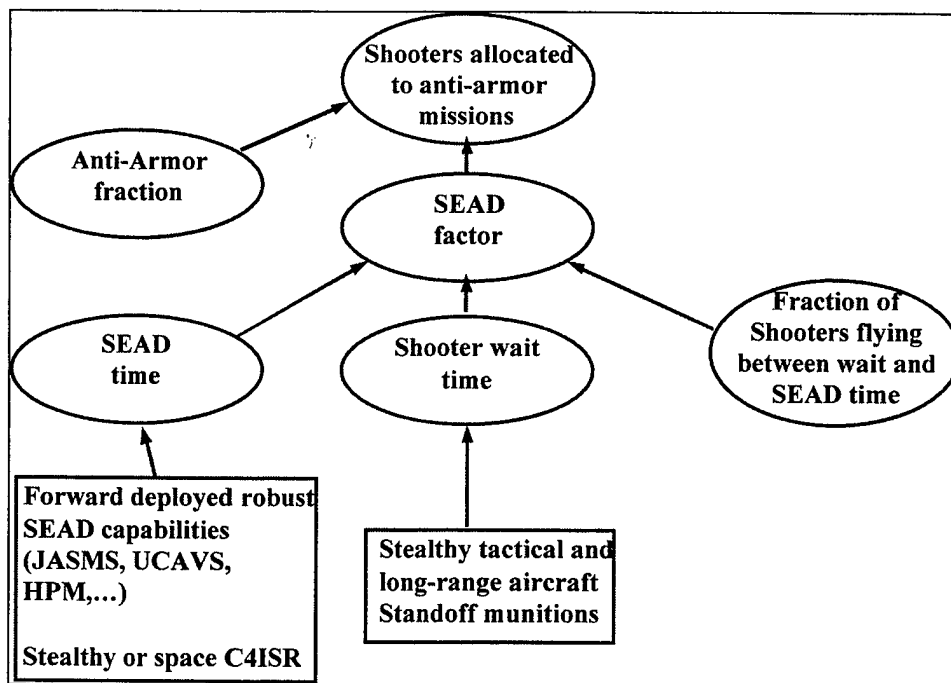 Shooters allocated
to anti-armor
missions
Anti-Armor
fraction
SEAD
factor
SEAD
time
Shooter wait
time
Fraction of
Shooters flying
between wait and
SEAD time
Forward deployed robust
SEAD capabilities
(JASMS, UCAVS,
HPM,...)
Stealthy or space C4ISR
Stealthy tactical and
long-range aircraft
Standoff munitions